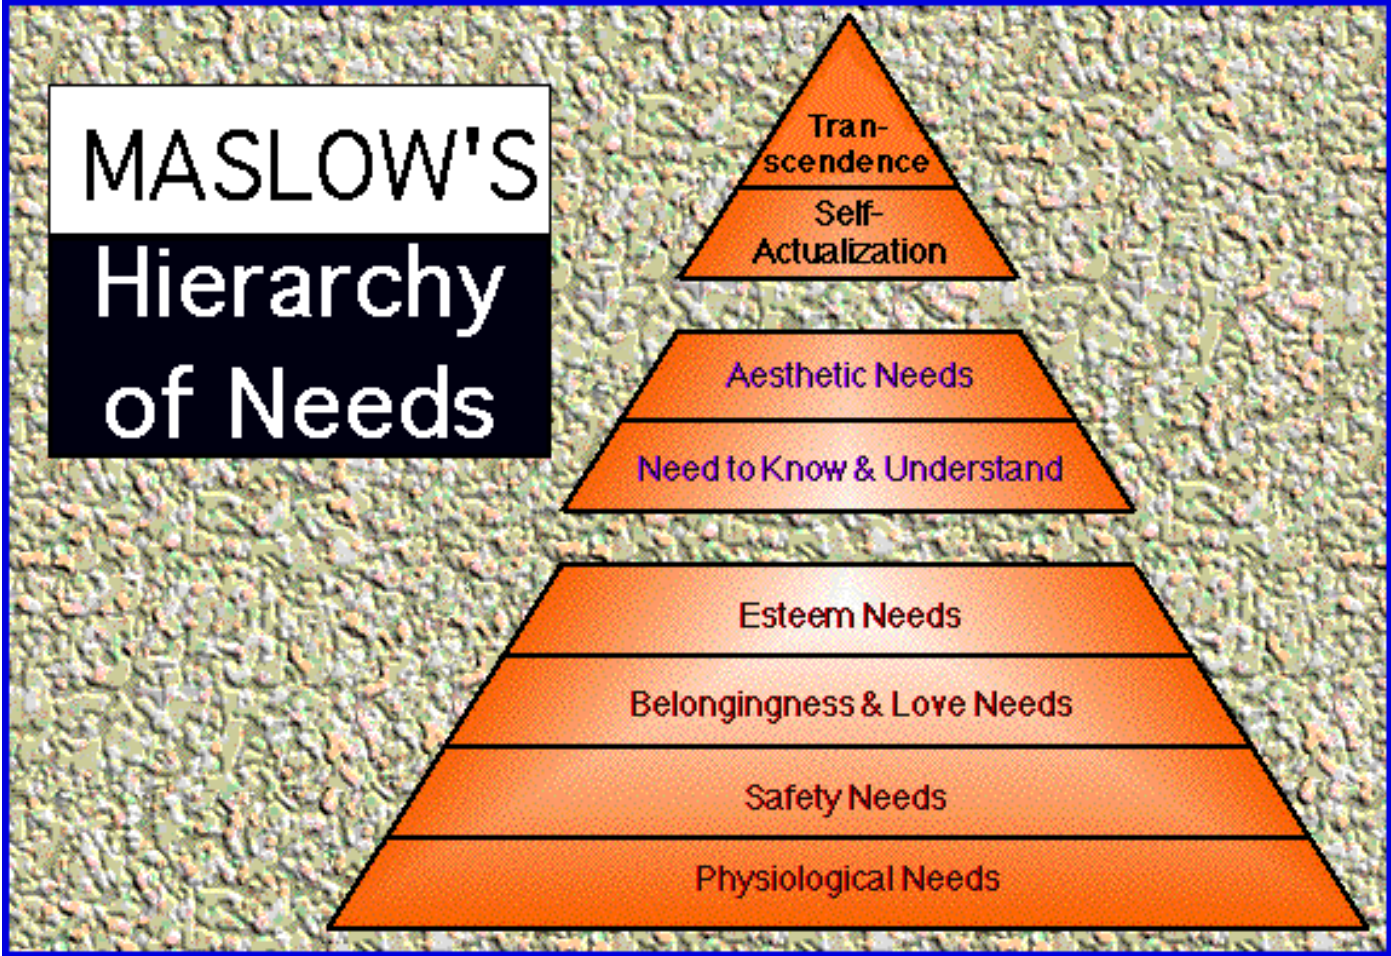 MASLOW'S
Hierarchy
of Needs
Tran-
scendence
Self-
Actualization
Aesthetic Needs
Need to Know & Understand
Esteem Needs
Belongingness & Love Needs
Safety Needs
Physiological Needs